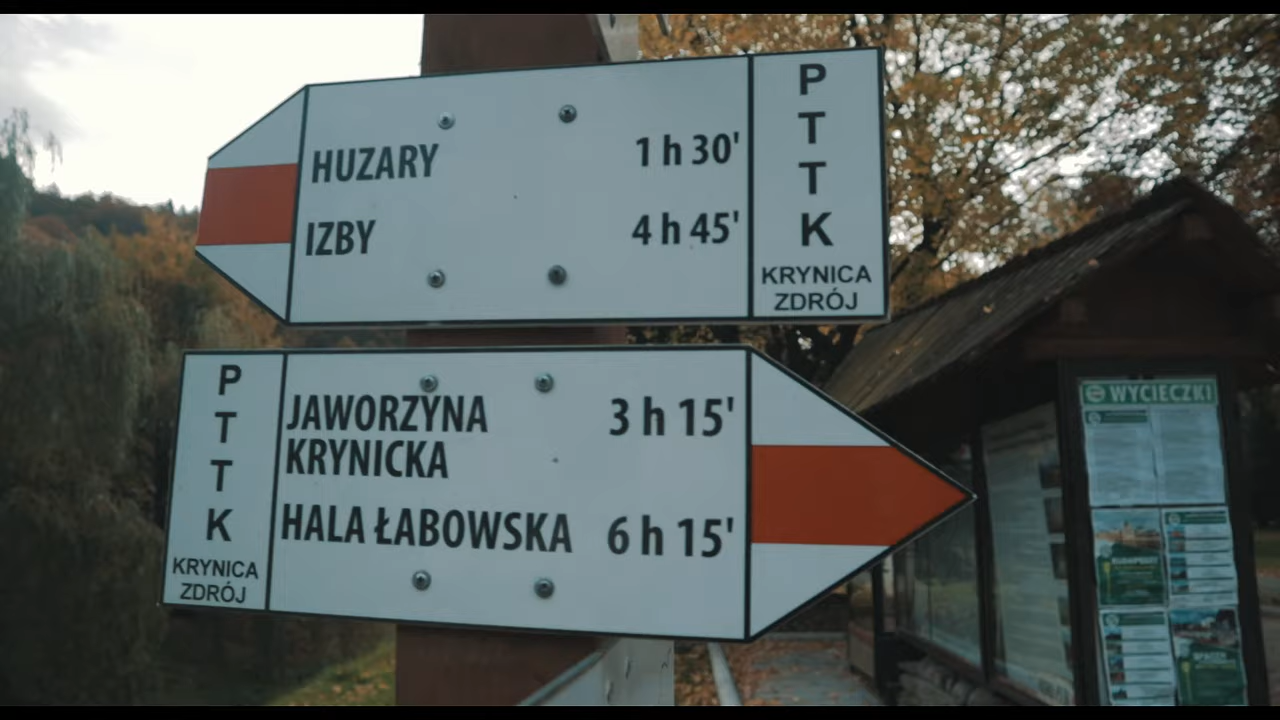 HUZARY 1 h 30'
IZBY 4 h 45'
P
T
T
K
KRYNICA
ZDRÓJ
P
T
T
K
KRYNICA
ZDRÓJ
JAWORZYNA 3 h 15'
KRYNICKA
HALA ŁABOWSKA 6 h 15'
WYCIECZKI